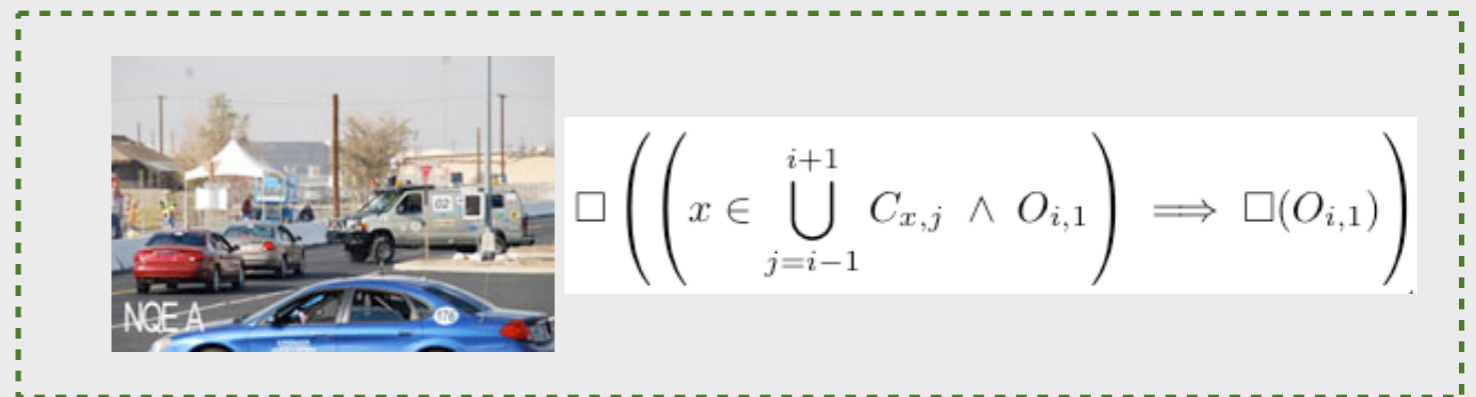 02
NQE A
176
□ ( ( x ∈ ⋃_{j=i−1}^{i+1} C_{x,j} ∧ O_{i,1} ) ⟹ □(O_{i,1}) )